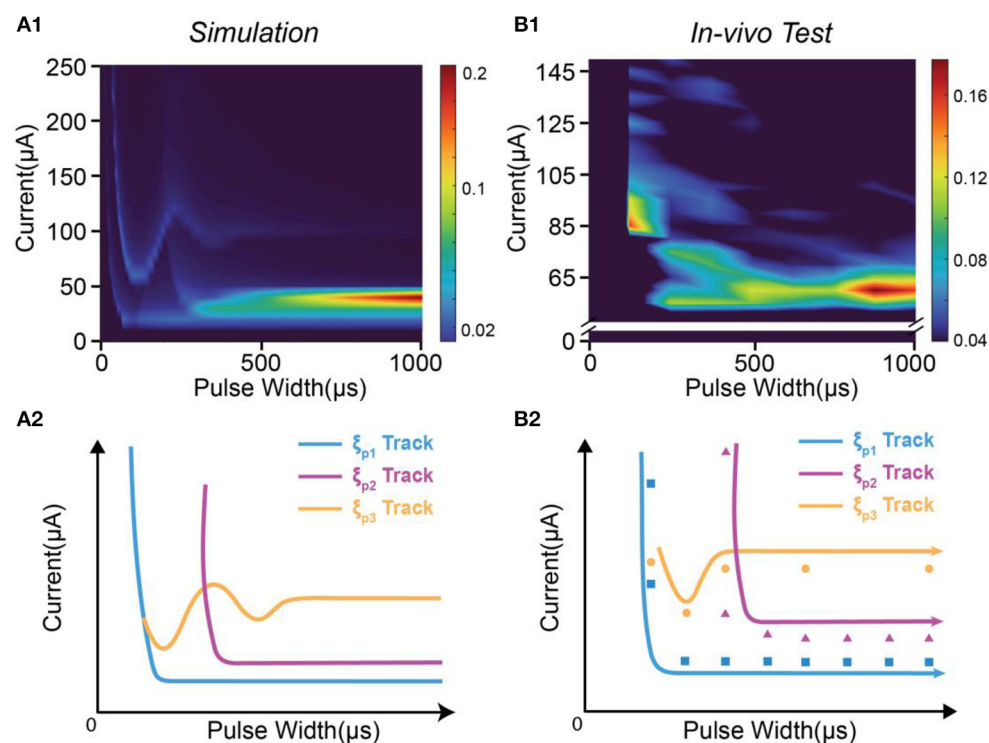 A1
Simulation
250
200
150
100
50
0
Current(µA)
0
500
1000
Pulse Width(µs)
0.2
0.1
0.02
B1
In-vivo Test
145
125
105
85
65
0
Current(µA)
0
500
1000
Pulse Width(µs)
0.16
0.12
0.08
0.04
A2
ξp1 Track
ξp2 Track
ξp3 Track
Current(µA)
0
Pulse Width(µs)
B2
ξp1 Track
ξp2 Track
ξp3 Track
Current(µA)
0
Pulse Width(µs)